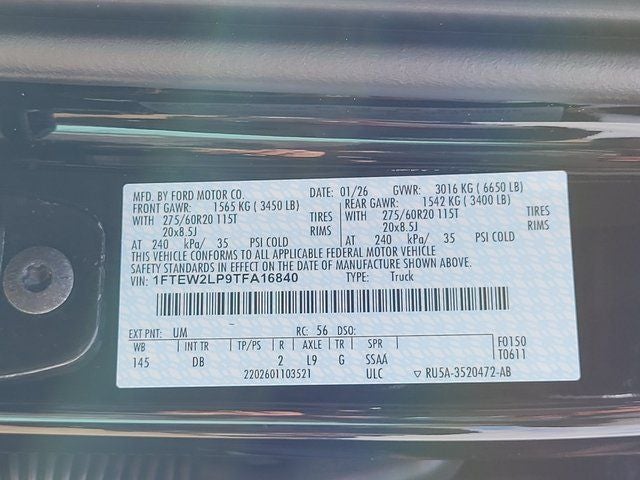 MFD. BY FORD MOTOR CO. DATE: 01/26 GVWR: 3016 KG ( 6650 LB)
FRONT GAWR: 1565 KG ( 3450 LB) REAR GAWR: 1542 KG ( 3400 LB)
WITH 275/60R20 115T TIRES WITH 275/60R20 115T TIRES
20x8.5J RIMS 20x8.5J RIMS
AT 240 kPa/ 35 PSI COLD AT 240 kPa/ 35 PSI COLD
THIS VEHICLE CONFORMS TO ALL APPLICABLE FEDERAL MOTOR VEHICLE
SAFETY STANDARDS IN EFFECT ON THE DATE OF MANUFACTURE SHOWN ABOVE.
VIN: 1FTEW2LP9TFA16840 TYPE: Truck
EXT PNT: UM RC: 56 DSO: F0150
WB INT TR TP/PS R AXLE TR SPR T0611
145 DB 2 L9 G SSAA
2202601103521 ULC RU5A-3520472-AB